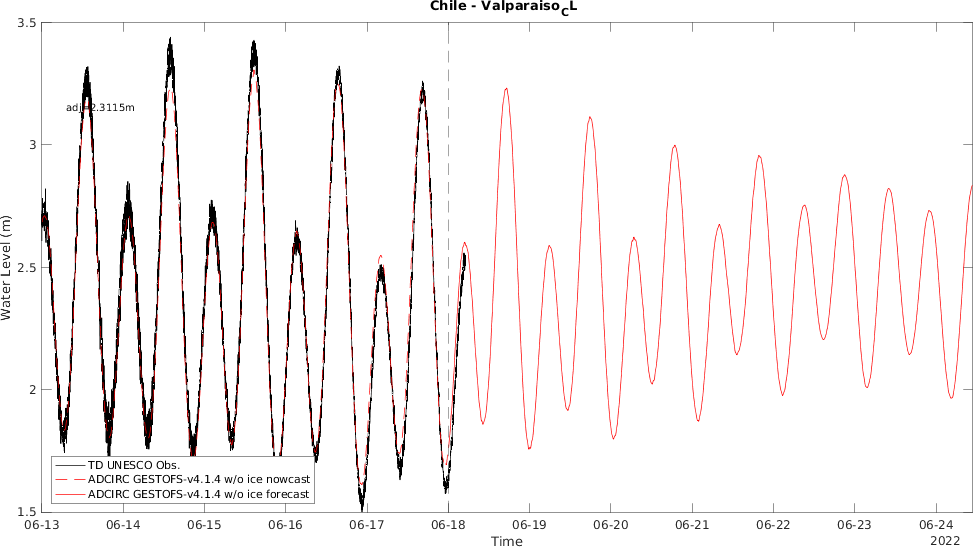 Chile - Valparaiso_CL
3.5
adj=2.3115m
3
2.5
Water Level (m)
2
TD UNESCO Obs.
ADCIRC GESTOFS-v4.1.4 w/o ice nowcast
ADCIRC GESTOFS-v4.1.4 w/o ice forecast
1.5
06-13 06-14 06-15 06-16 06-17 06-18 06-19 06-20 06-21 06-22 06-23 06-24
Time 2022